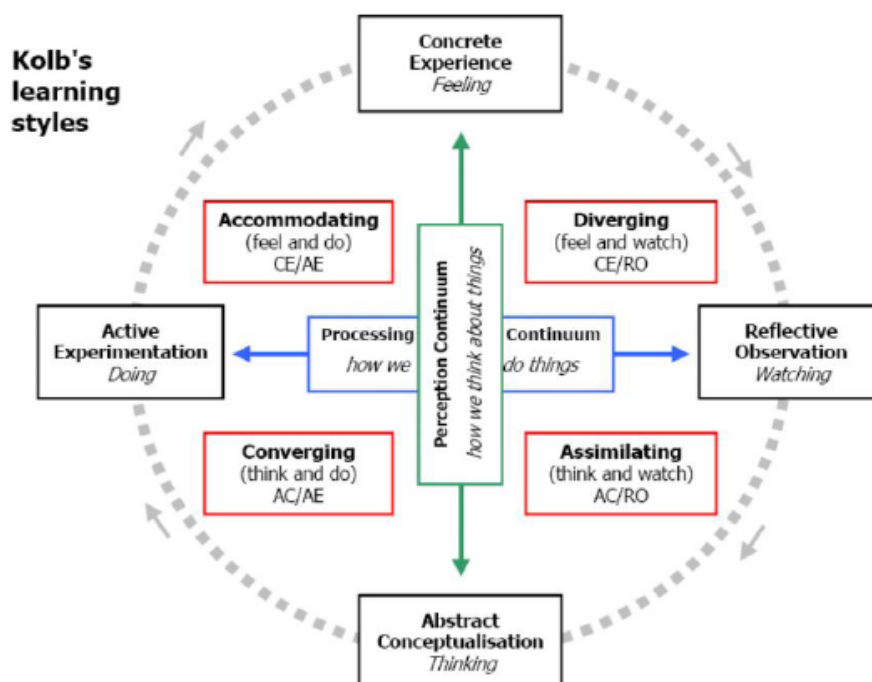 Kolb's
learning
styles
Concrete
Experience
Feeling
Accommodating
(feel and do)
CE/AE
Diverging
(feel and watch)
CE/RO
Active
Experimentation
Doing
Processing Continuum
how we do things
Perception Continuum
how we think about things
Reflective
Observation
Watching
Converging
(think and do)
AC/AE
Assimilating
(think and watch)
AC/RO
Abstract
Conceptualisation
Thinking